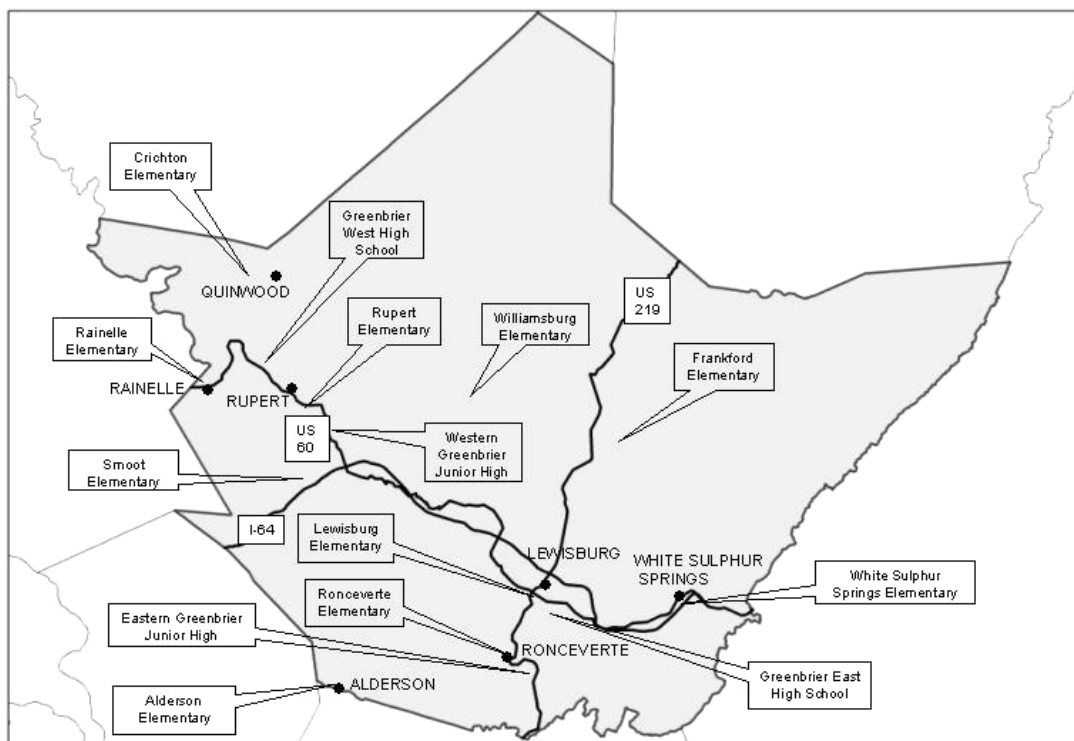 Crichton
Elementary
Greenbrier
West High
School
QUINWOOD
US
219
Rupert
Elementary
Williamsburg
Elementary
Rainelle
Elementary
Frankford
Elementary
RAINELLE
RUPERT
US
60
Western
Greenbrier
Junior High
Smoot
Elementary
I-64
Lewisburg
Elementary
LEWISBURG
WHITE SULPHUR
SPRINGS
White Sulphur
Springs Elementary
Ronceverte
Elementary
Eastern Greenbrier
Junior High
RONCEVERTE
Greenbrier East
High School
ALDERSON
Alderson
Elementary